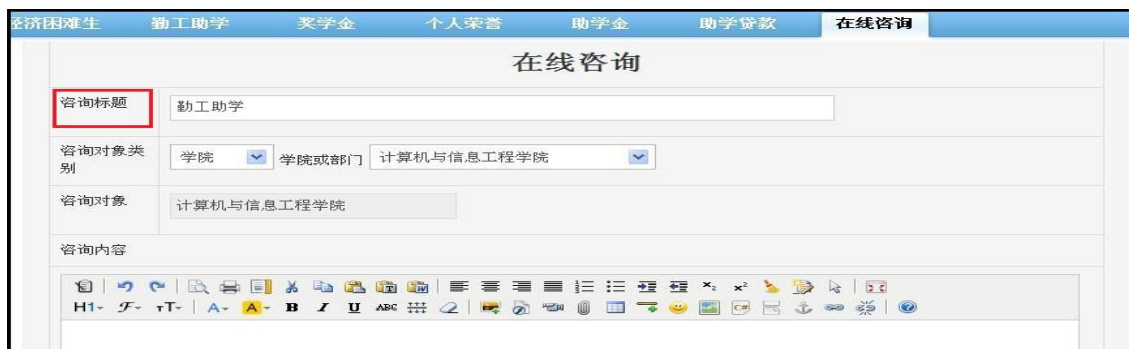 经济困难生 勤工助学 奖学金 个人荣誉 助学金 助学贷款 在线咨询
在线咨询
咨询标题 勤工助学
咨询对象类别 学院 学院或部门 计算机与信息工程学院
咨询对象 计算机与信息工程学院
咨询内容
H1 F тT A A B I U ABC